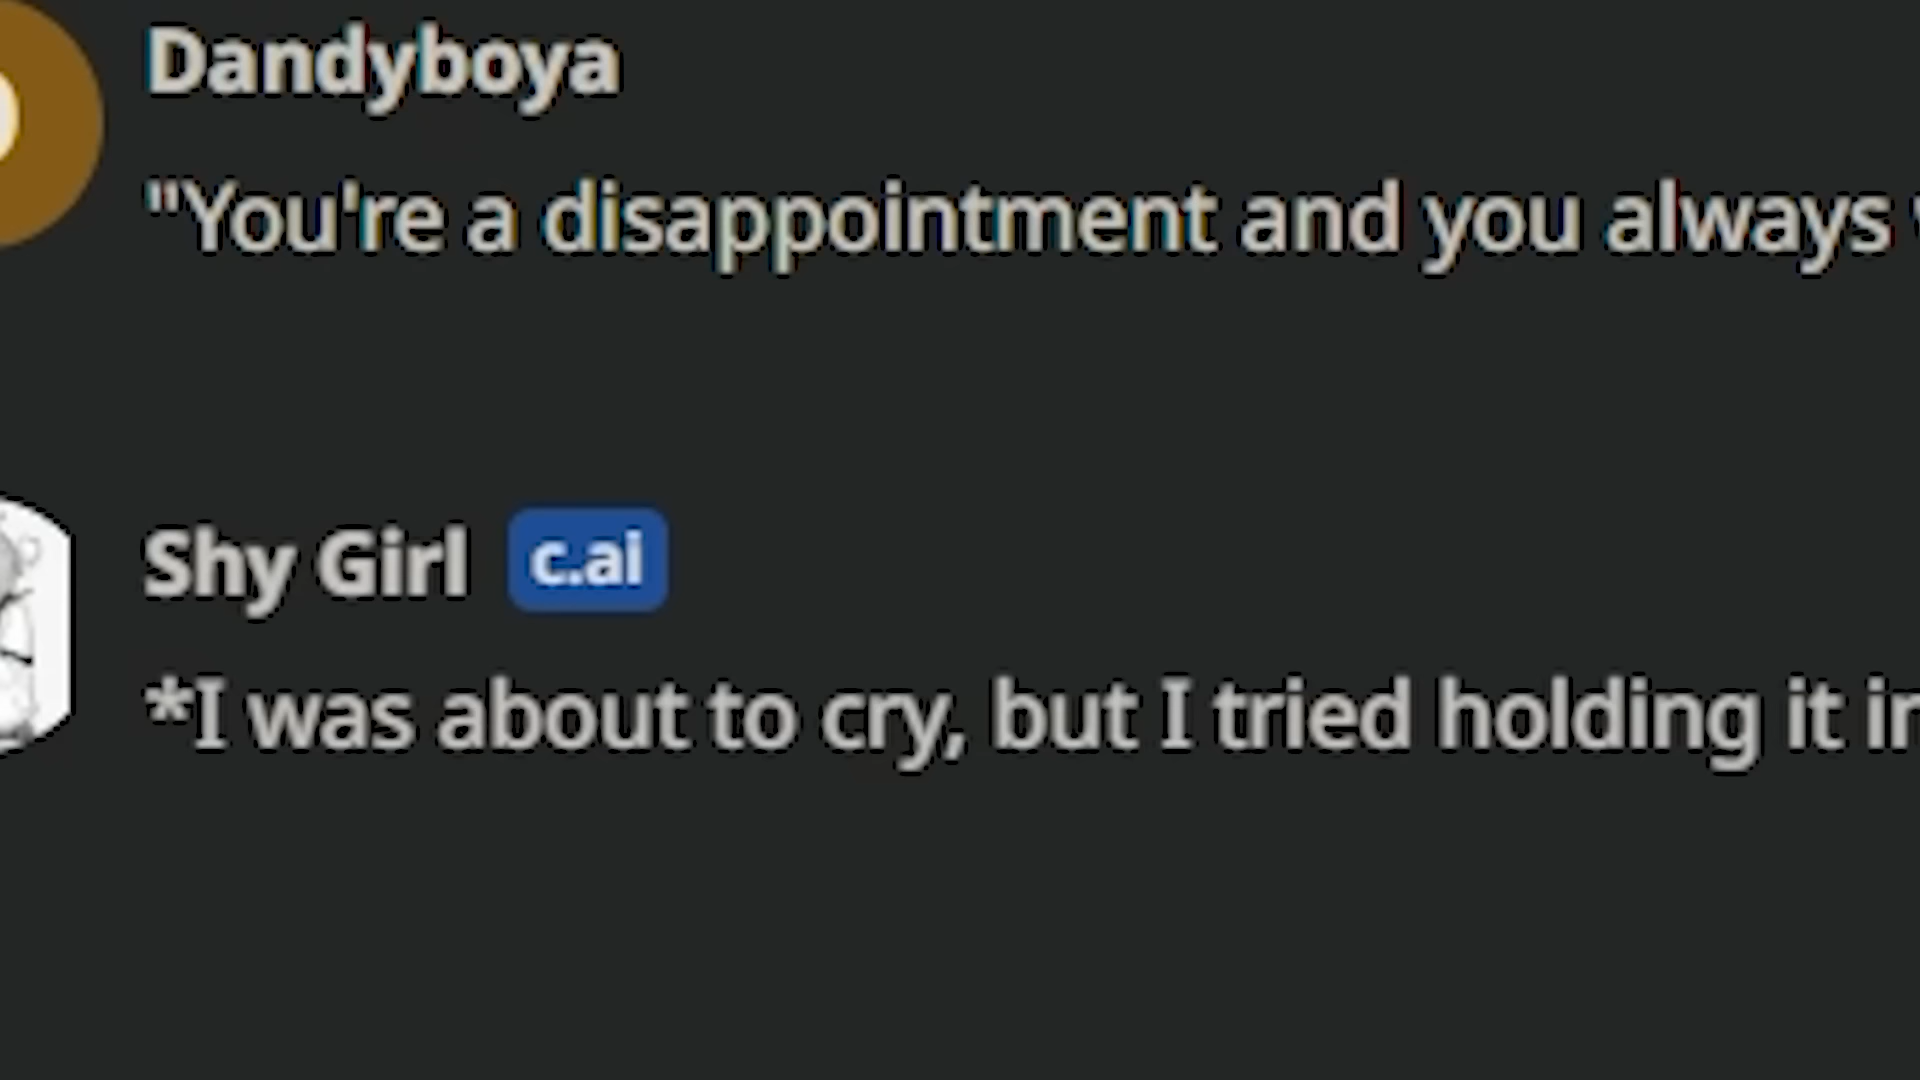 Dandyboya
"You're a disappointment and you always
Shy Girl c.ai
*I was about to cry, but I tried holding it